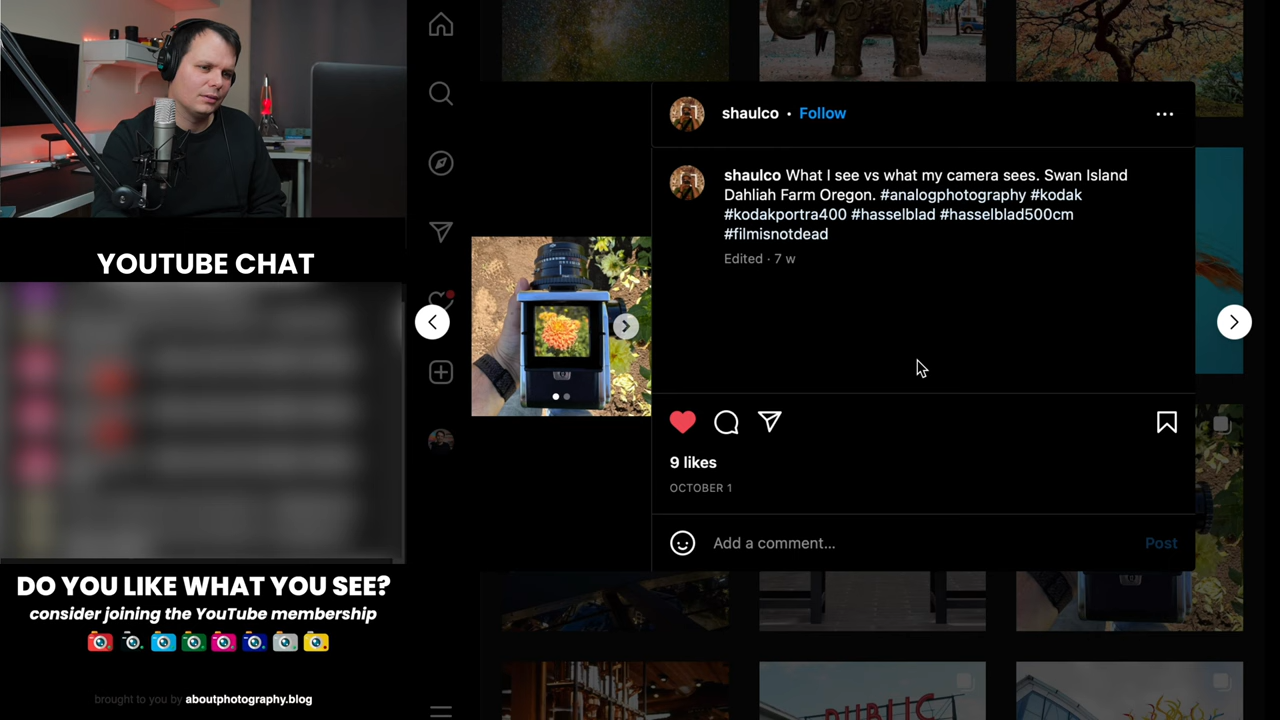 YOUTUBE CHAT
DO YOU LIKE WHAT YOU SEE?
consider joining the YouTube membership
brought to you by aboutphotography.blog
shaulco • Follow
shaulco What I see vs what my camera sees. Swan Island
Dahliah Farm Oregon. #analogphotography #kodak
#kodakportra400 #hasselblad #hasselblad500cm
#filmisnotdead
Edited · 7 w
9 likes
OCTOBER 1
Add a comment...
Post
PUBLIC